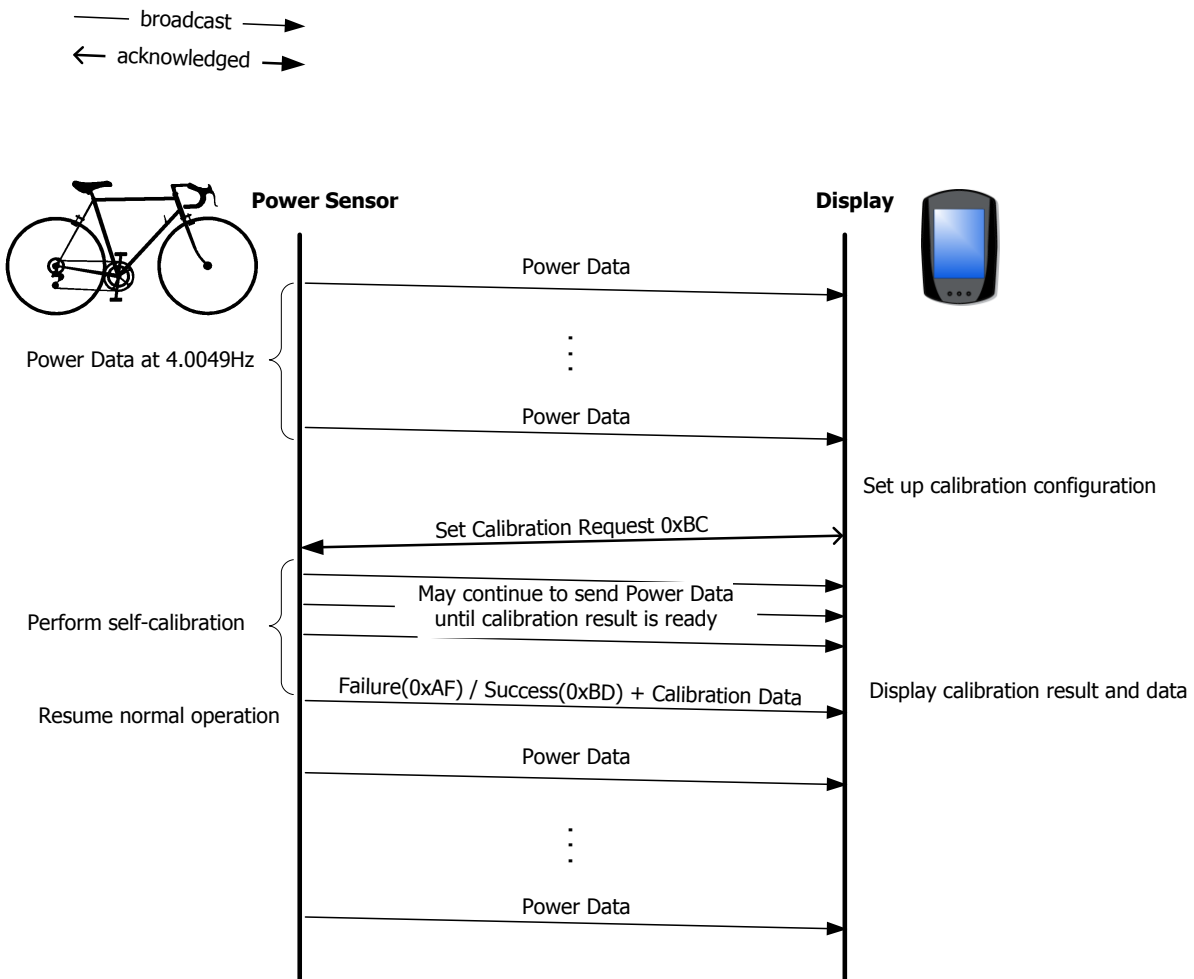 broadcast
acknowledged
Power Sensor
Display
Power Data
Power Data at 4.0049Hz
Power Data
Set up calibration configuration
Set Calibration Request 0xBC
May continue to send Power Data
until calibration result is ready
Perform self-calibration
Failure(0xAF) / Success(0xBD) + Calibration Data
Display calibration result and data
Resume normal operation
Power Data
Power Data